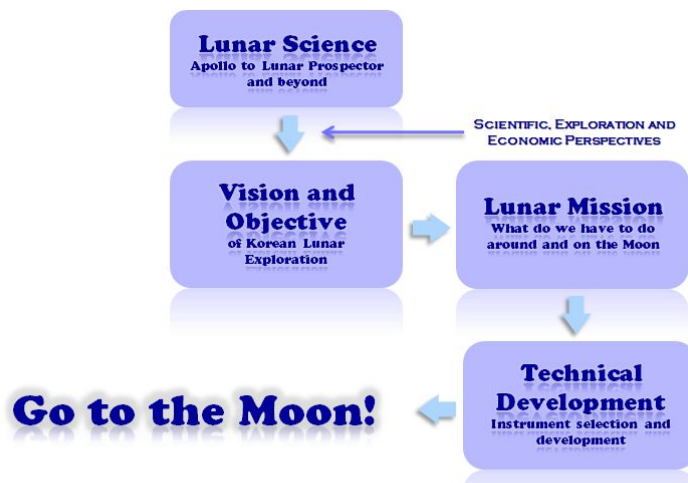 Lunar Science
Apollo to Lunar Prospector
and beyond
SCIENTIFIC, EXPLORATION AND
ECONOMIC PERSPECTIVES
Vision and
Objective
of Korean Lunar
Exploration
Lunar Mission
What do we have to do
around and on the Moon
Technical
Development
Instrument selection and
development
Go to the Moon!